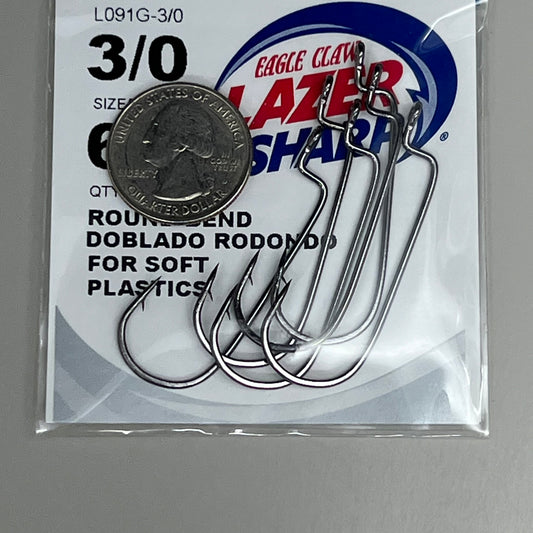 L091G-3/0
3/0
SIZE
6
QTY
EAGLE CLAW
LAZER
SHARP
®
UNITED STATES OF AMERICA
LIBERTY
IN GOD WE
TRUST
QUARTER DOLLAR
ROUND BEND
DOBLADO RODONDO
FOR SOFT
PLASTICS